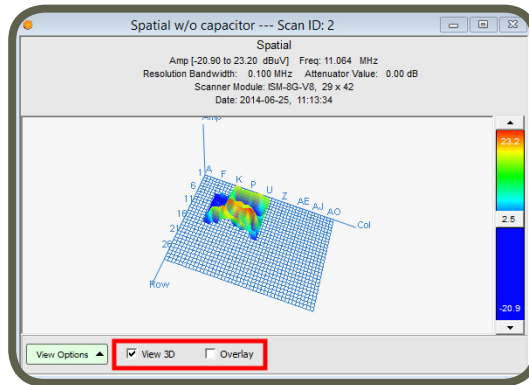 Spatial w/o capacitor --- Scan ID: 2
Spatial
Amp [-20.90 to 23.20 dBuV] Freq: 11.064 MHz
Resolution Bandwidth: 0.100 MHz Attenuator Value: 0.00 dB
Scanner Module: ISM-8G-V8, 29 x 42
Date: 2014-06-25, 11:13:34
Amp
1 A F K P U Z AE AJ AO Col
6
11
16
21
26
Row
23.2
2.5
-20.9
View Options View 3D Overlay